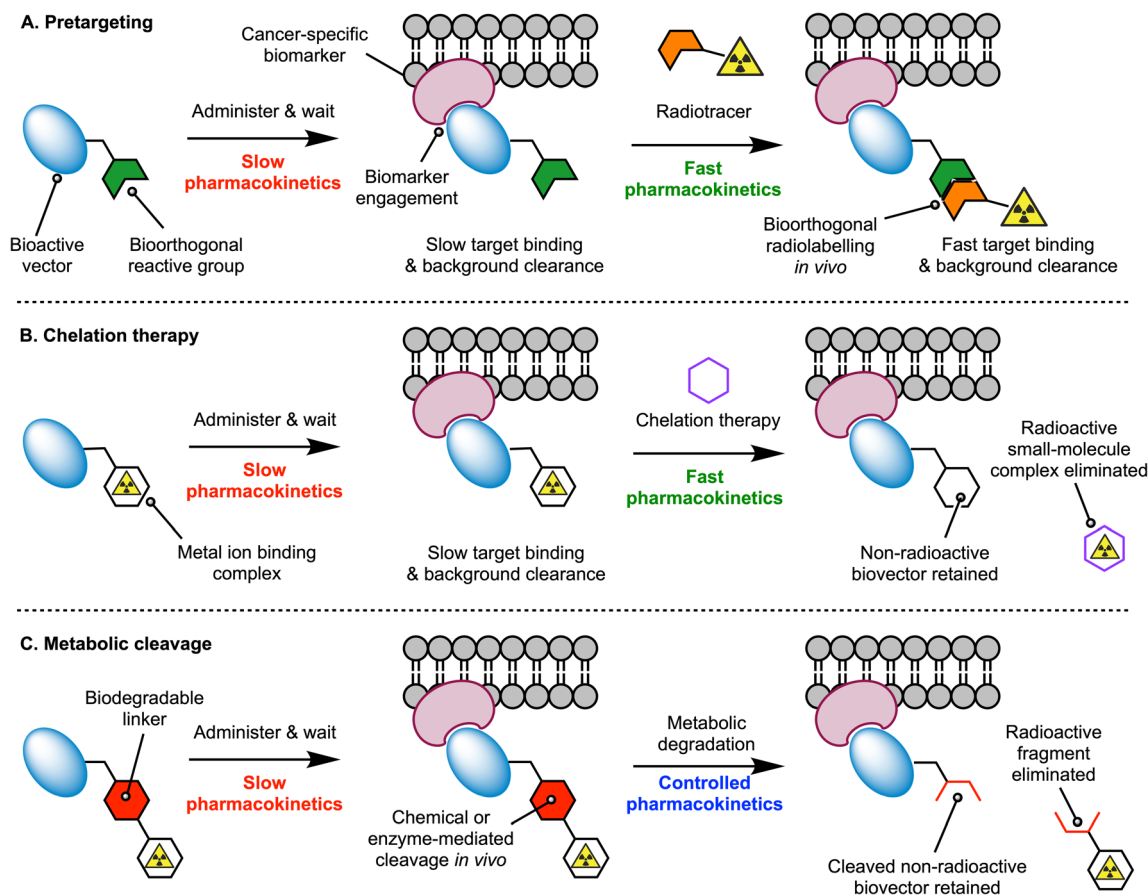 A. Pretargeting
Cancer-specific
biomarker
Administer & wait
Slow
pharmacokinetics
Radiotracer
Fast
pharmacokinetics
Bioactive
vector
Bioorthogonal
reactive group
Biomarker
engagement
Slow target binding
& background clearance
Bioorthogonal
radiolabelling
in vivo
Fast target binding
& background clearance
B. Chelation therapy
Administer & wait
Slow
pharmacokinetics
Metal ion binding
complex
Slow target binding
& background clearance
Chelation therapy
Fast
pharmacokinetics
Radioactive
small-molecule
complex eliminated
Non-radioactive
biovector retained
C. Metabolic cleavage
Biodegradable
linker
Administer & wait
Slow
pharmacokinetics
Chemical or
enzyme-mediated
cleavage in vivo
Metabolic
degradation
Controlled
pharmacokinetics
Radioactive
fragment
eliminated
Cleaved non-radioactive
biovector retained